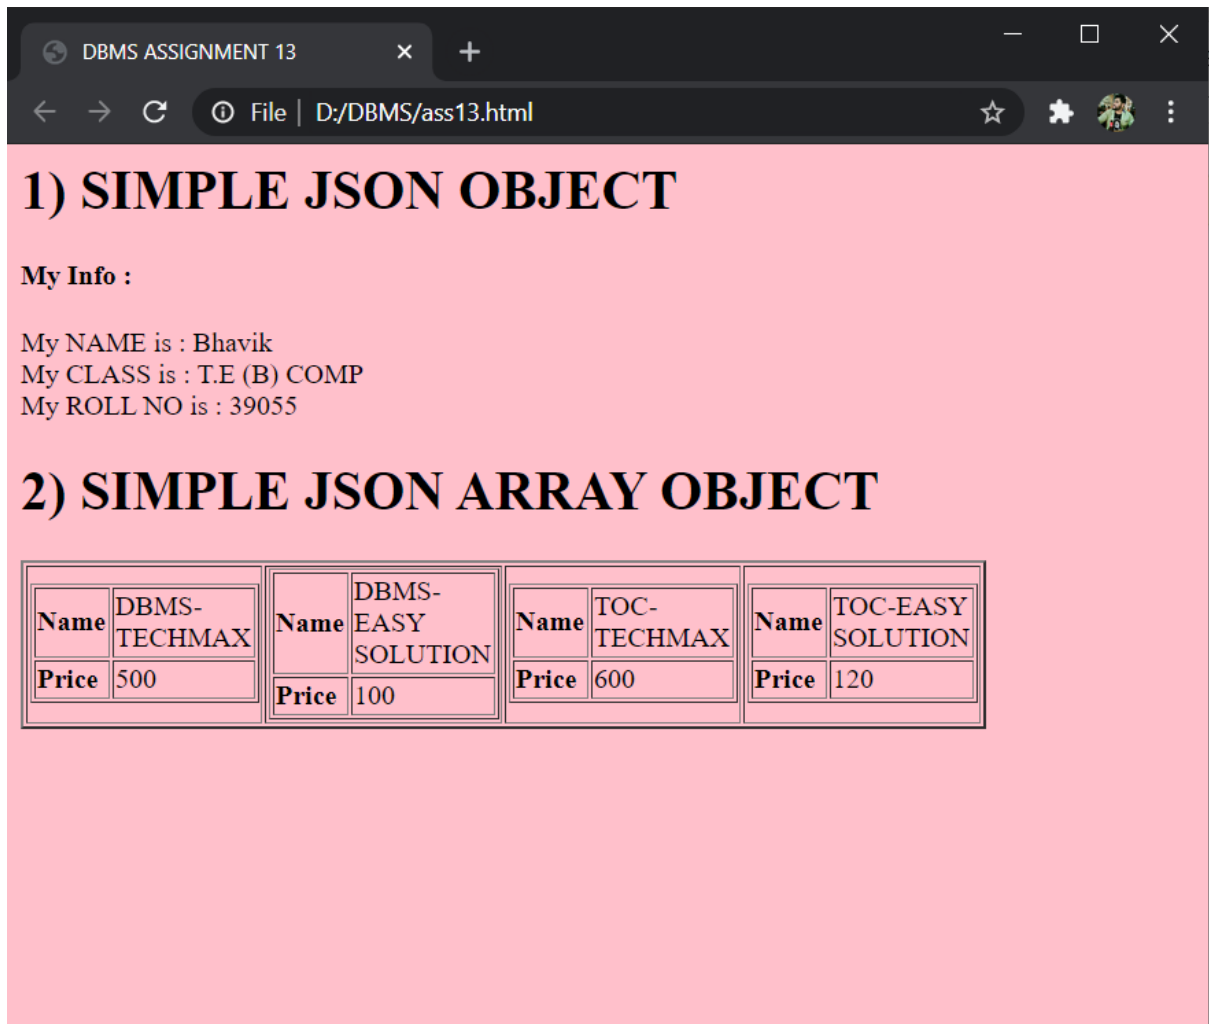 DBMS ASSIGNMENT 13
File | D:/DBMS/ass13.html
1) SIMPLE JSON OBJECT
My Info :
My NAME is : Bhavik
My CLASS is : T.E (B) COMP
My ROLL NO is : 39055
2) SIMPLE JSON ARRAY OBJECT
Name DBMS-
TECHMAX
Price 500
Name DBMS-
EASY
SOLUTION
Price 100
Name TOC-
TECHMAX
Price 600
Name TOC-EASY
SOLUTION
Price 120